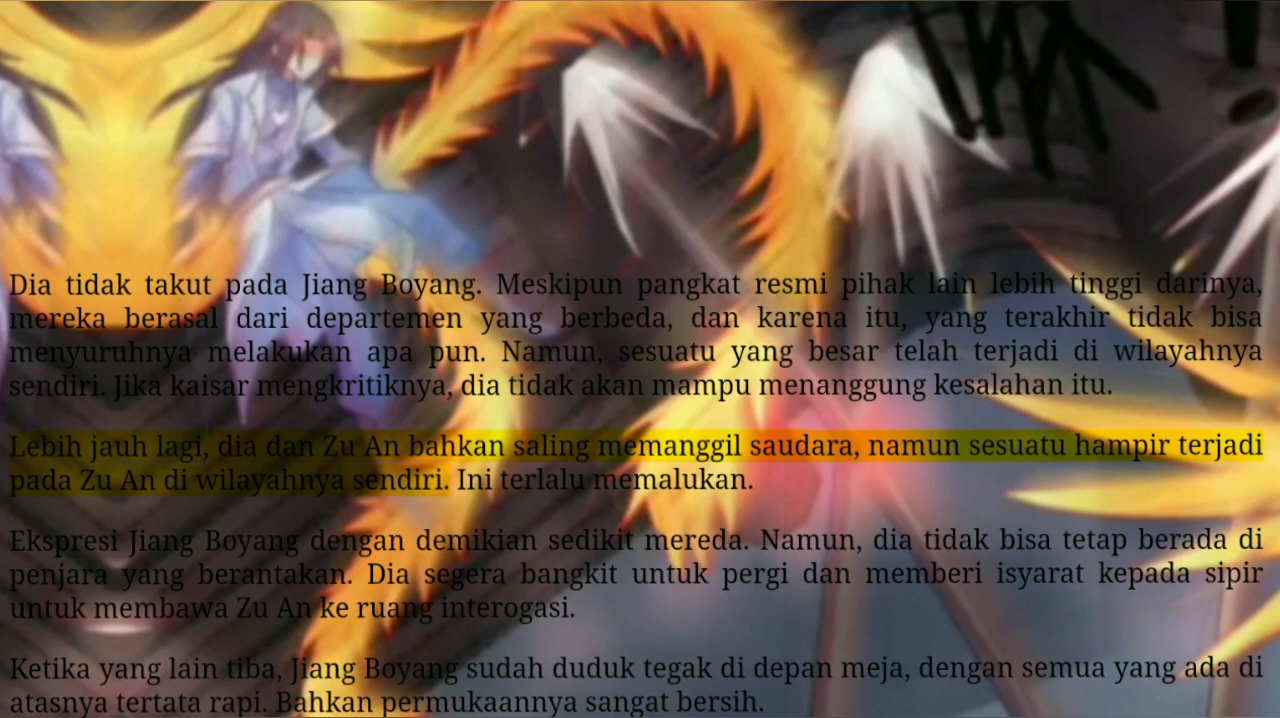 Dia tidak takut pada Jiang Boyang. Meskipun pangkat resmi pihak lain lebih tinggi darinya,
mereka berasal dari departemen yang berbeda, dan karena itu, yang terakhir tidak bisa
menyuruhnya melakukan apa pun. Namun, sesuatu yang besar telah terjadi di wilayahnya
sendiri. Jika kaisar mengkritiknya, dia tidak akan mampu menanggung kesalahan itu.
Lebih jauh lagi, dia dan Zu An bahkan saling memanggil saudara, namun sesuatu hampir terjadi
pada Zu An di wilayahnya sendiri. Ini terlalu memalukan.
Ekspresi Jiang Boyang dengan demikian sedikit mereda. Namun, dia tidak bisa tetap berada di
penjara yang berantakan. Dia segera bangkit untuk pergi dan memberi isyarat kepada sipir
untuk membawa Zu An ke ruang interogasi.
Ketika yang lain tiba, Jiang Boyang sudah duduk tegak di depan meja, dengan semua yang ada di
atasnya tertata rapi. Bahkan permukaannya sangat bersih.